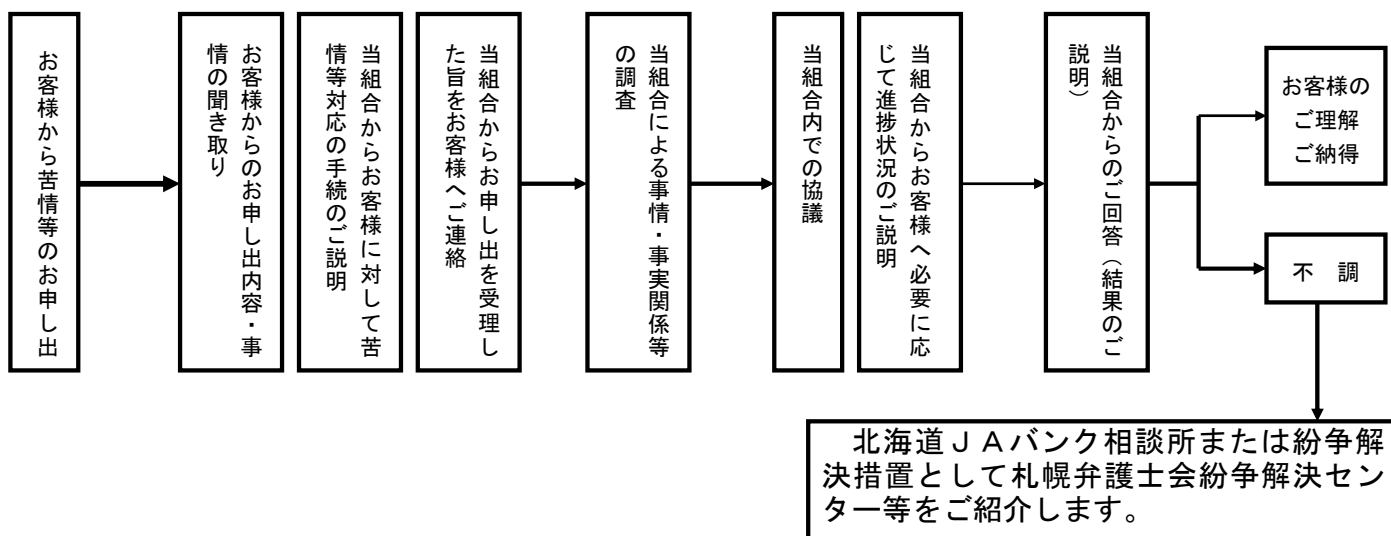 お客様から苦情等のお申し出
お客様からのお申し出内容・事
情の聞き取り
当組合からお客様に対して苦
情等対応の手続のご説明
当組合からお申し出を受理し
た旨をお客様へご連絡
当組合による事情・事実関係等
の調査
当組合内での協議
当組合からお客様へ必要に応
じて進捗状況のご説明
当組合からのご回答（結果のご
説明）
お客様の
ご理解
ご納得
不　調
　北海道ＪＡバンク相談所または紛争解
決措置として札幌弁護士会紛争解決セン
ター等をご紹介します。